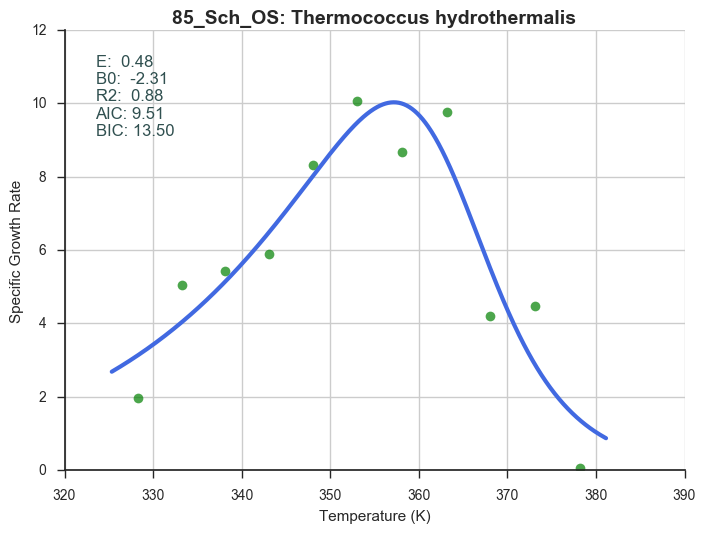 85_Sch_OS: Thermococcus hydrothermalis
E:  0.48
B0:  -2.31
R2:  0.88
AIC: 9.51
BIC: 13.50
Specific Growth Rate
12
10
8
6
4
2
0
320 330 340 350 360 370 380 390
Temperature (K)